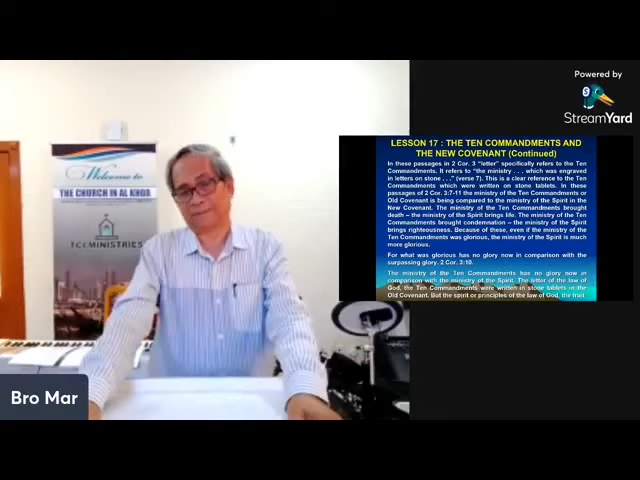 Powered by
StreamYard
Welcome to
THE CHURCH IN AL KHOR
TCC MINISTRIES
Bro Mar
LESSON 17 : THE TEN COMMANDMENTS AND
THE NEW COVENANT (Continued)
In these passages in 2 Cor. 3 "letter" specifically refers to the Ten
Commandments. It refers to "the ministry . . . which was engraved
in letters on stone . . ." (verse 7). This is a clear reference to the Ten
Commandments which were written on stone tablets. In these
passages of 2 Cor. 3:7-11 the ministry of the Ten Commandments or
Old Covenant is being compared to the ministry of the Spirit in the
New Covenant. The ministry of the Ten Commandments brought
death – the ministry of the Spirit brings life. The ministry of the Ten
Commandments brought condemnation – the ministry of the Spirit
brings righteousness. Because of these, even if the ministry of the
Ten Commandments was glorious, the ministry of the Spirit is much
more glorious.
For what was glorious has no glory now in comparison with the
surpassing glory. 2 Cor. 3:10.
The ministry of the Ten Commandments has no glory now in
comparison with the ministry of the Spirit. The letter of the law of
God, the Ten Commandments were written in stone tablets in the
Old Covenant. But the spirit or principles of the law of God, the fruit